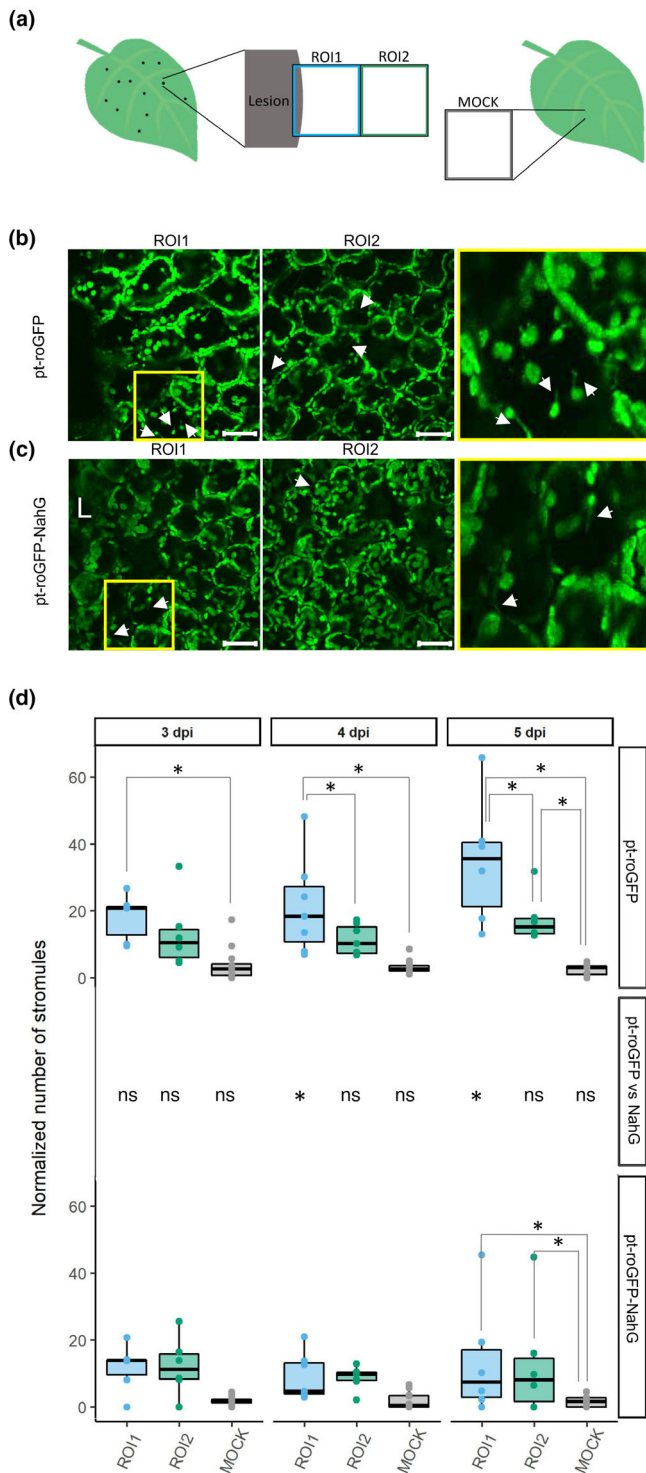 (a)
ROI1 ROI2
Lesion
MOCK
(b)
ROI1 ROI2
pt-roGFP
(c)
ROI1 ROI2
L
pt-roGFP-NahG
(d)
3 dpi 4 dpi 5 dpi
Normalized number of stromules
60
40
20
0
* * * * * *
pt-roGFP
ns ns ns * ns ns * ns ns
pt-roGFP vs NahG
60
40
20
0
* *
pt-roGFP-NahG
ROI1 ROI2 MOCK ROI1 ROI2 MOCK ROI1 ROI2 MOCK